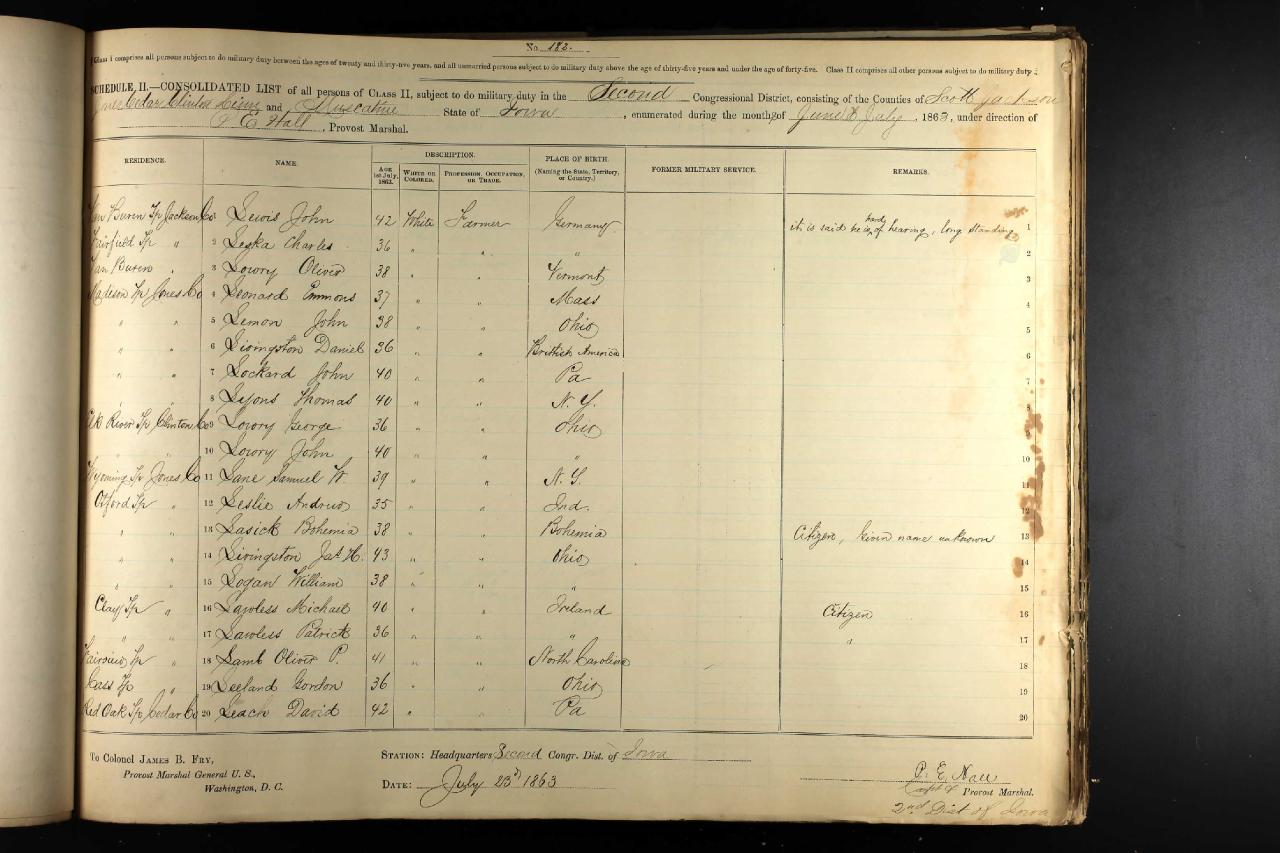 No. 182.
Class I comprises all persons subject to do military duty between the ages of twenty and thirty-five years, and all unmarried persons subject to do military duty above the age of thirty-five years and under the age of forty-five. Class II comprises all other persons subject to do military duty.
SCHEDULE II.—CONSOLIDATED LIST of all persons of CLASS II, subject to do military duty in the Second Congressional District, consisting of the Counties of Scott Jackson
Jones Cedar Clinton Linn and Muscatine State of Iowa, enumerated during the months of June & July, 1863, under direction of
P E Hall, Provost Marshal.
RESIDENCE. NAME. DESCRIPTION. PLACE OF BIRTH. FORMER MILITARY SERVICE. REMARKS.
AGE 1st July, 1863. WHITE OR COLORED. PROFESSION, OCCUPATION, OR TRADE. (Naming the State, Territory, or Country.)
Van Buren Tp Jackson Co 1 Lewis John 42 White Farmer Germany it is said he is hard of hearing, long standing 1
Fairfield Tp " 2 Leska Charles 36 " " " 2
Van Buren " 3 Lowry Oliver 38 " " Vermont 3
Madison Tp Jones Co 4 Leonard Emmons 37 " " Mass 4
" " 5 Lemon John 38 " " Ohio 5
" " 6 Livingston Daniel 36 " " Brittish America 6
" " 7 Lockard John 40 " " Pa 7
" " 8 Lyons Thomas 40 " " N. Y. 8
Elk River Tp Clinton Co 9 Lowry George 36 " " Ohio
" " 10 Lowry John 40 " " " 10
Wyoming Tp Jones Co 11 Lane Samuel W. 39 " " N. Y. 11
Oxford Tp " 12 Leslie Andrew 35 " " Ind. 12
" " 13 Lasick Bohemia 38 " " Bohemia Citizen, Given name unknown 13
" " 14 Livingston Jas H. 43 " " Ohio 14
" " 15 Logan William 38 " " " 15
Clay Tp " 16 Lawless Michael 40 " " Ireland Citizen 16
" " 17 Lawless Patrick 36 " " " " 17
Fairview Tp " 18 Lamb Oliver P. 41 " " North Carolina 18
Cass Tp " 19 Leeland Gordon 36 " " Ohio 19
Red Oak Tp Cedar Co 20 Leach David 42 " " Pa 20
To Colonel JAMES B. FRY,
Provost Marshal General U. S.,
Washington, D. C.
STATION: Headquarters Second Congr. Dist. of Iowa
DATE: July 23d 1863
P. E. Hall
Capt & Provost Marshal.
2nd Dist of Iowa